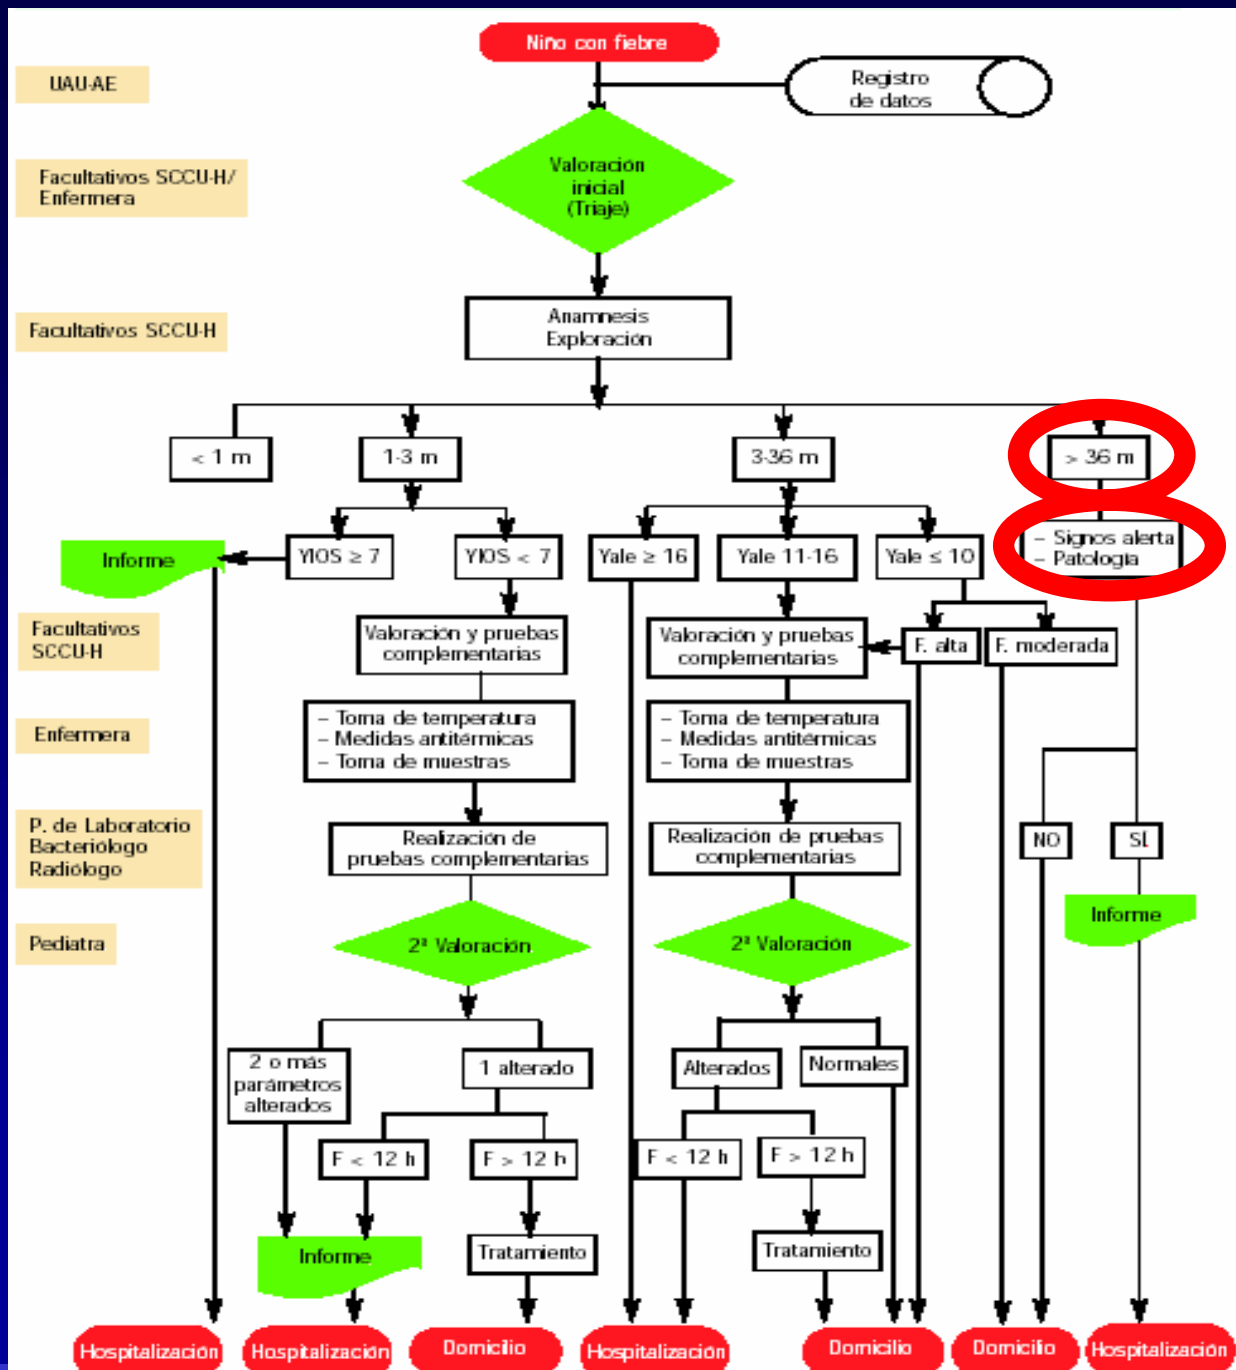 Niño con fiebre
UAU-AE
Registro
de datos
Facultativos SCCU-H/
Enfermera
Valoración
inicial
(Triaje)
Facultativos SCCU-H
Anamnesis
Exploración
< 1 m
1-3 m
3-36 m
> 36 m
Informe
YIOS ≥ 7
YIOS < 7
Yale ≥ 16
Yale 11-16
Yale ≤ 10
– Signos alerta
– Patología
Facultativos
SCCU-H
Valoración y pruebas
complementarias
Valoración y pruebas
complementarias
F. alta
F. moderada
Enfermera
– Toma de temperatura
– Medidas antitérmicas
– Toma de muestras
– Toma de temperatura
– Medidas antitérmicas
– Toma de muestras
P. de Laboratorio
Bacteriólogo
Radiólogo
Realización de
pruebas complementarias
Realización de pruebas
complementarias
NO
SÍ
Informe
Pediatra
2ª Valoración
2ª Valoración
2 o más
parámetros
alterados
1 alterado
Alterados
Normales
F < 12 h
F > 12 h
F < 12 h
F > 12 h
Informe
Tratamiento
Tratamiento
Hospitalización
Hospitalización
Domicilio
Hospitalización
Domicilio
Domicilio
Hospitalización